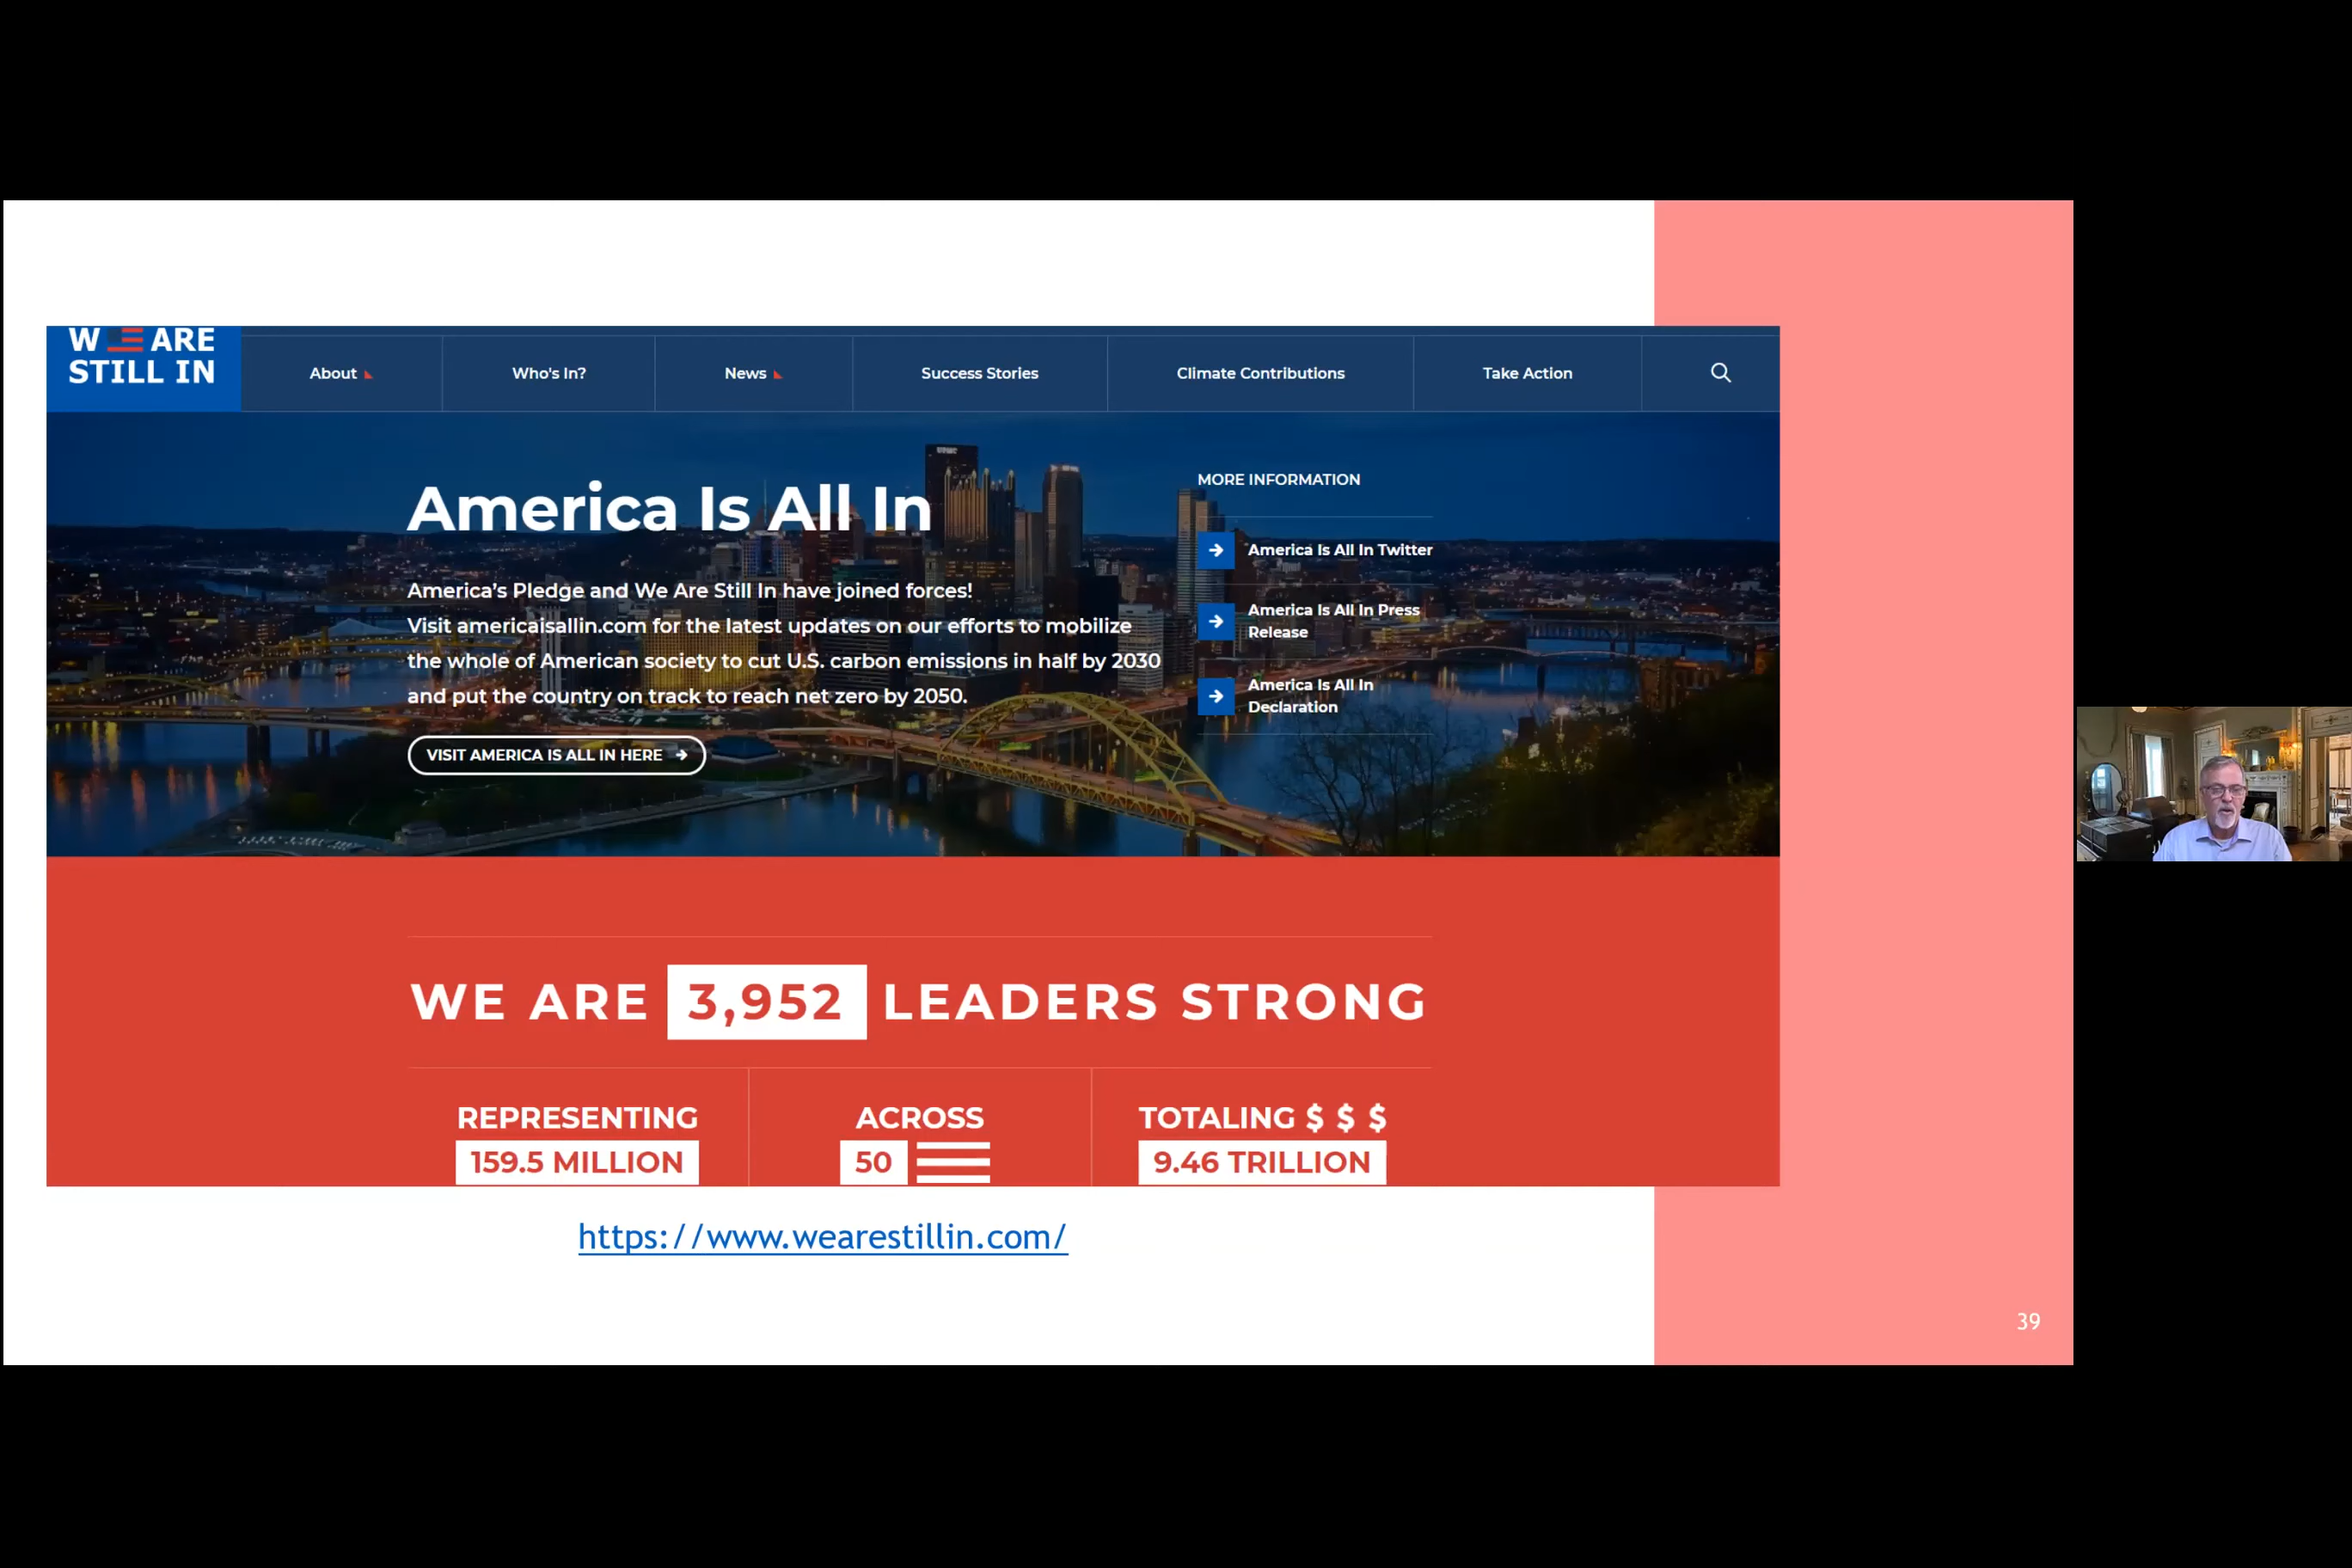 W ARE
STILL IN
About
Who's In?
News
Success Stories
Climate Contributions
Take Action
UPMC
America Is All In
America's Pledge and We Are Still In have joined forces!
Visit americaisallin.com for the latest updates on our efforts to mobilize
the whole of American society to cut U.S. carbon emissions in half by 2030
and put the country on track to reach net zero by 2050.
VISIT AMERICA IS ALL IN HERE
MORE INFORMATION
America Is All In Twitter
America Is All In Press
Release
America Is All In
Declaration
WE ARE 3,952 LEADERS STRONG
REPRESENTING
159.5 MILLION
ACROSS
50
TOTALING $ $ $
9.46 TRILLION
https://www.wearestillin.com/
39